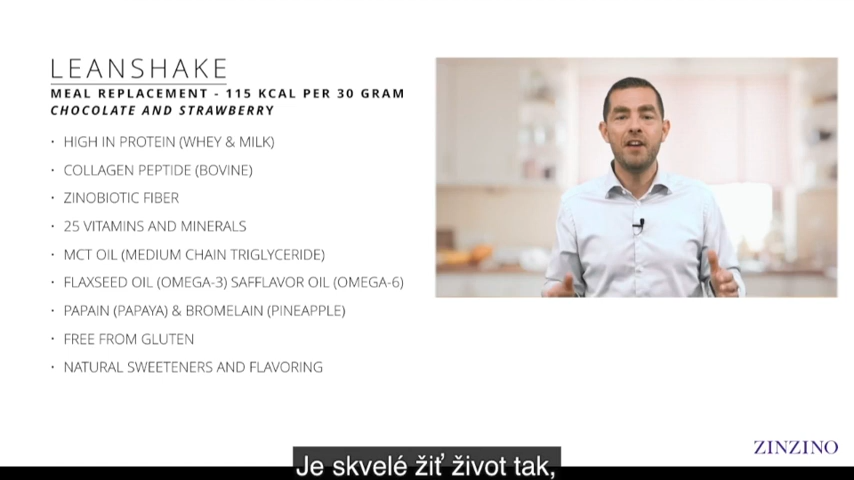 LEANSHAKE
MEAL REPLACEMENT - 115 KCAL PER 30 GRAM
CHOCOLATE AND STRAWBERRY
· HIGH IN PROTEIN (WHEY & MILK)
· COLLAGEN PEPTIDE (BOVINE)
· ZINOBIOTIC FIBER
· 25 VITAMINS AND MINERALS
· MCT OIL (MEDIUM CHAIN TRIGLYCERIDE)
· FLAXSEED OIL (OMEGA-3) SAFFLAVOR OIL (OMEGA-6)
· PAPAIN (PAPAYA) & BROMELAIN (PINEAPPLE)
· FREE FROM GLUTEN
· NATURAL SWEETENERS AND FLAVORING
ZINZINO
Je skvelé žiť život tak,